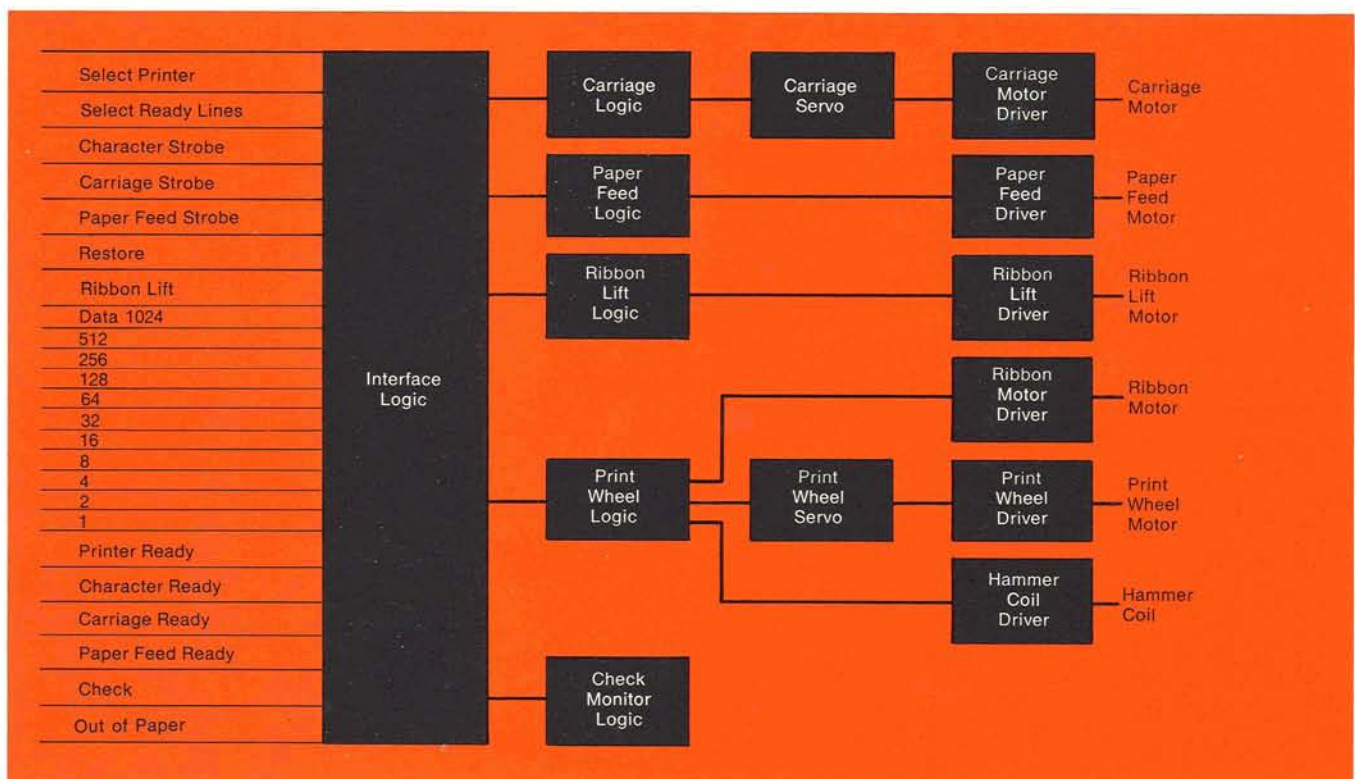 Select Printer
Select Ready Lines
Character Strobe
Carriage Strobe
Paper Feed Strobe
Restore
Ribbon Lift
Data 1024
512
256
128
64
32
16
8
4
2
1
Printer Ready
Character Ready
Carriage Ready
Paper Feed Ready
Check
Out of Paper
Interface
Logic
Carriage
Logic
Carriage
Servo
Carriage
Motor
Driver
Carriage
Motor
Paper
Feed
Logic
Paper
Feed
Driver
Paper
Feed
Motor
Ribbon
Lift
Logic
Ribbon
Lift
Driver
Ribbon
Lift
Motor
Ribbon
Motor
Driver
Ribbon
Motor
Print
Wheel
Logic
Print
Wheel
Servo
Print
Wheel
Driver
Print
Wheel
Motor
Hammer
Coil
Driver
Hammer
Coil
Check
Monitor
Logic